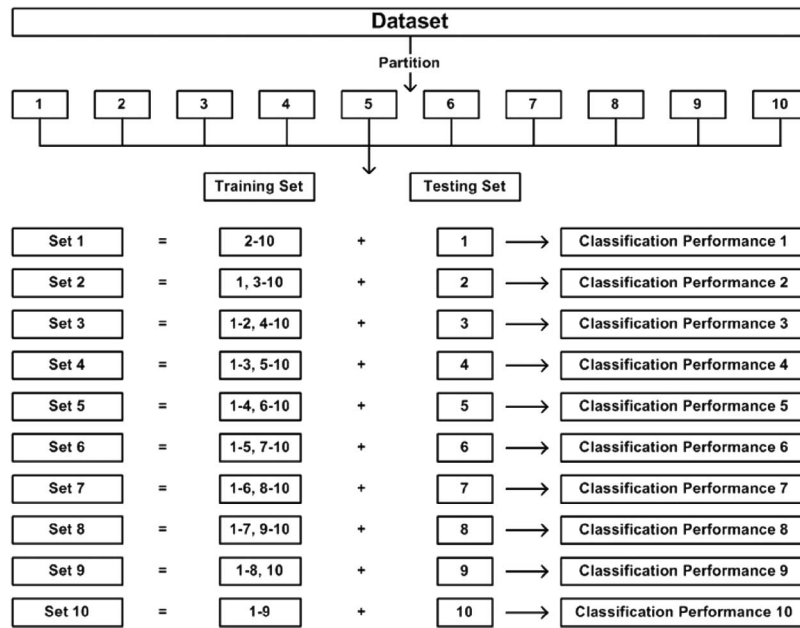 Dataset
Partition
1 2 3 4 5 6 7 8 9 10
Training Set Testing Set
Set 1 = 2-10 + 1 Classification Performance 1
Set 2 = 1, 3-10 + 2 Classification Performance 2
Set 3 = 1-2, 4-10 + 3 Classification Performance 3
Set 4 = 1-3, 5-10 + 4 Classification Performance 4
Set 5 = 1-4, 6-10 + 5 Classification Performance 5
Set 6 = 1-5, 7-10 + 6 Classification Performance 6
Set 7 = 1-6, 8-10 + 7 Classification Performance 7
Set 8 = 1-7, 9-10 + 8 Classification Performance 8
Set 9 = 1-8, 10 + 9 Classification Performance 9
Set 10 = 1-9 + 10 Classification Performance 10